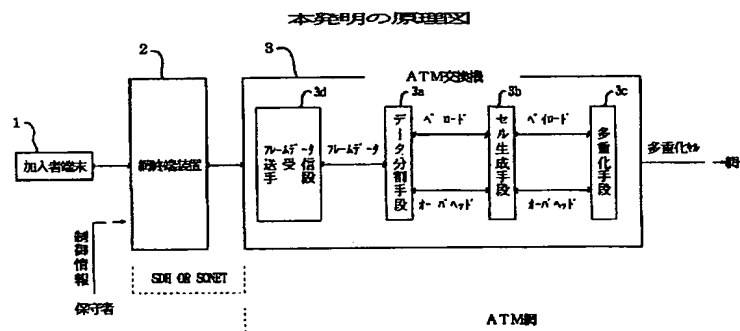 本発明の原理図
2
3
ATM交換機
1
3d
3a
3b
3c
加入者端末
網終端装置
フレームデータ
送受信
手段
フレームデータ
データ分割手段
ペイロード
オーバヘッド
セル生成手段
ペイロード
オーバヘッド
多重化手段
多重化セル
制御情報
保守者
SDH OR SONET
ATM網